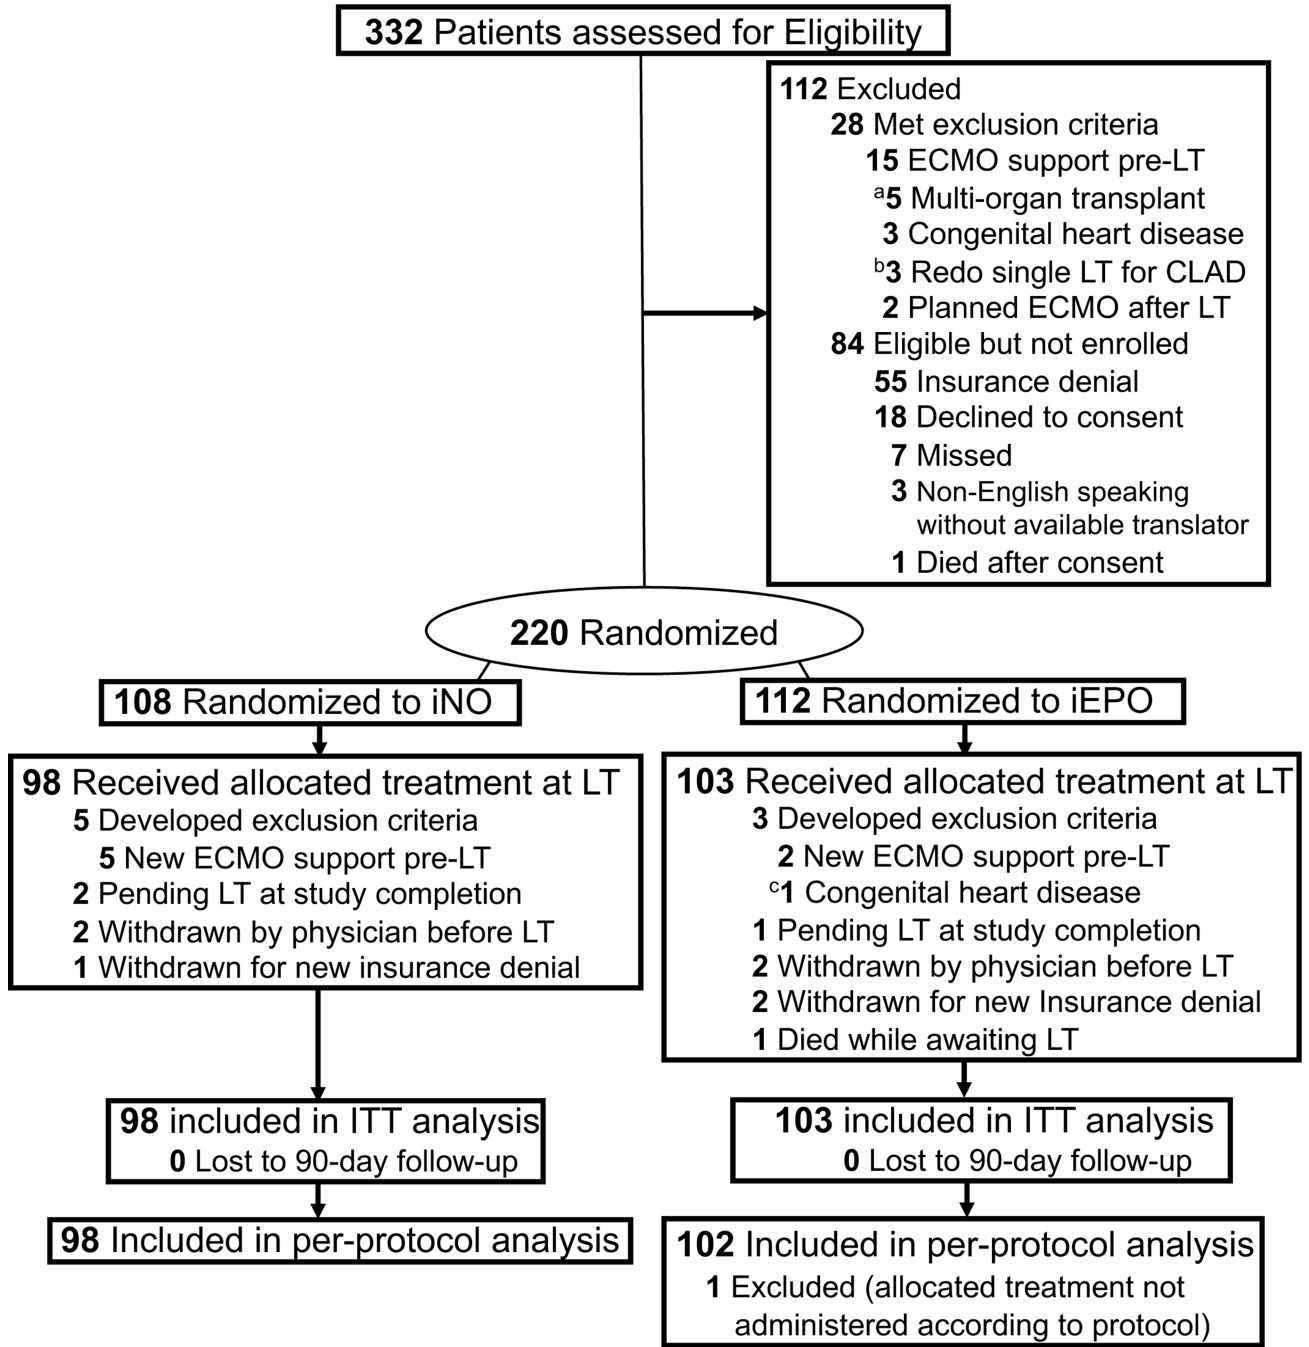 332 Patients assessed for Eligibility
112 Excluded
28 Met exclusion criteria
15 ECMO support pre-LT
a5 Multi-organ transplant
3 Congenital heart disease
b3 Redo single LT for CLAD
2 Planned ECMO after LT
84 Eligible but not enrolled
55 Insurance denial
18 Declined to consent
7 Missed
3 Non-English speaking
without available translator
1 Died after consent
220 Randomized
108 Randomized to iNO
98 Received allocated treatment at LT
5 Developed exclusion criteria
5 New ECMO support pre-LT
2 Pending LT at study completion
2 Withdrawn by physician before LT
1 Withdrawn for new insurance denial
98 included in ITT analysis
0 Lost to 90-day follow-up
98 Included in per-protocol analysis
112 Randomized to iEPO
103 Received allocated treatment at LT
3 Developed exclusion criteria
2 New ECMO support pre-LT
c1 Congenital heart disease
1 Pending LT at study completion
2 Withdrawn by physician before LT
2 Withdrawn for new Insurance denial
1 Died while awaiting LT
103 included in ITT analysis
0 Lost to 90-day follow-up
102 Included in per-protocol analysis
1 Excluded (allocated treatment not
administered according to protocol)